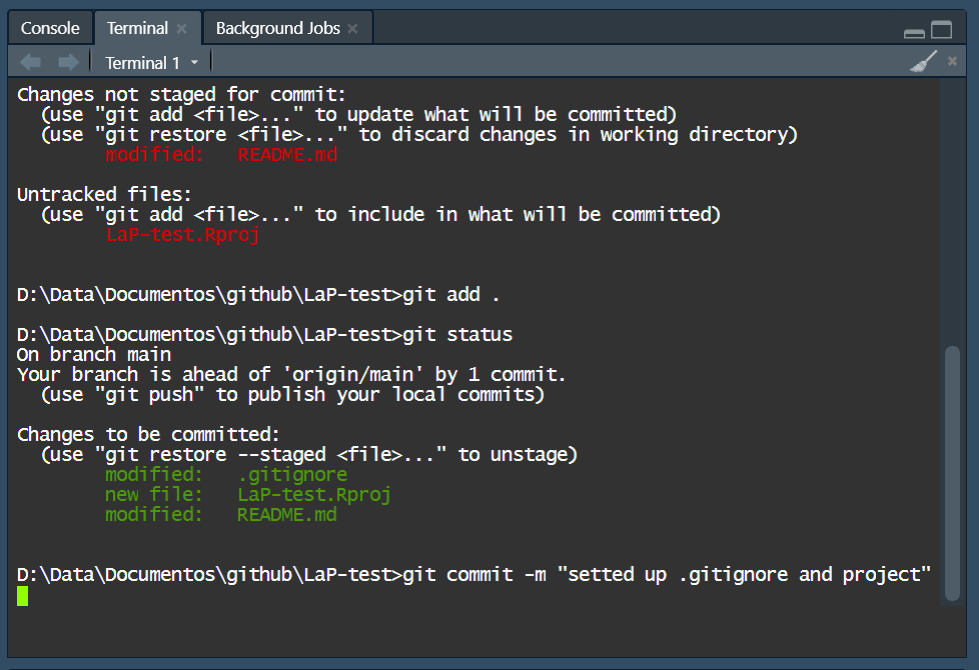 Console
Terminal
Background Jobs
Terminal 1
Changes not staged for commit:
  (use "git add <file>..." to update what will be committed)
  (use "git restore <file>..." to discard changes in working directory)
        modified:   README.md
Untracked files:
  (use "git add <file>..." to include in what will be committed)
        LaP-test.Rproj
D:\Data\Documentos\github\LaP-test>git add .
D:\Data\Documentos\github\LaP-test>git status
On branch main
Your branch is ahead of 'origin/main' by 1 commit.
  (use "git push" to publish your local commits)
Changes to be committed:
  (use "git restore --staged <file>..." to unstage)
        modified:   .gitignore
        new file:   LaP-test.Rproj
        modified:   README.md
D:\Data\Documentos\github\LaP-test>git commit -m "setted up .gitignore and project"